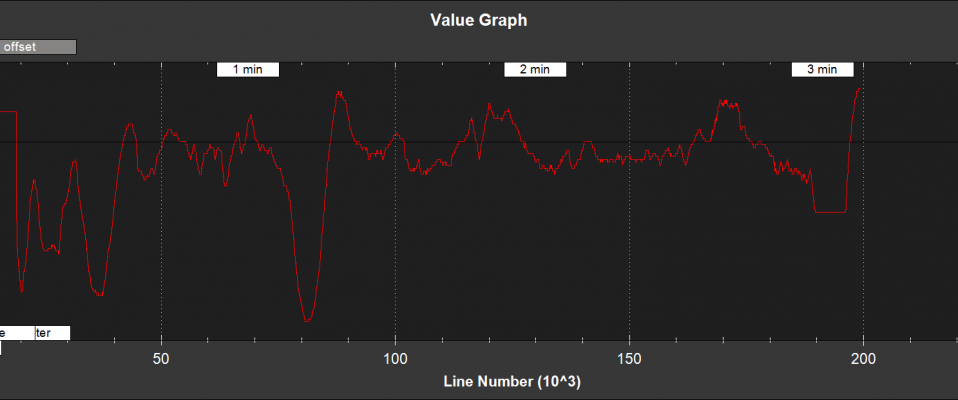 Value Graph
offset
1 min 2 min 3 min
e ter
50 100 150 200
Line Number (10^3)